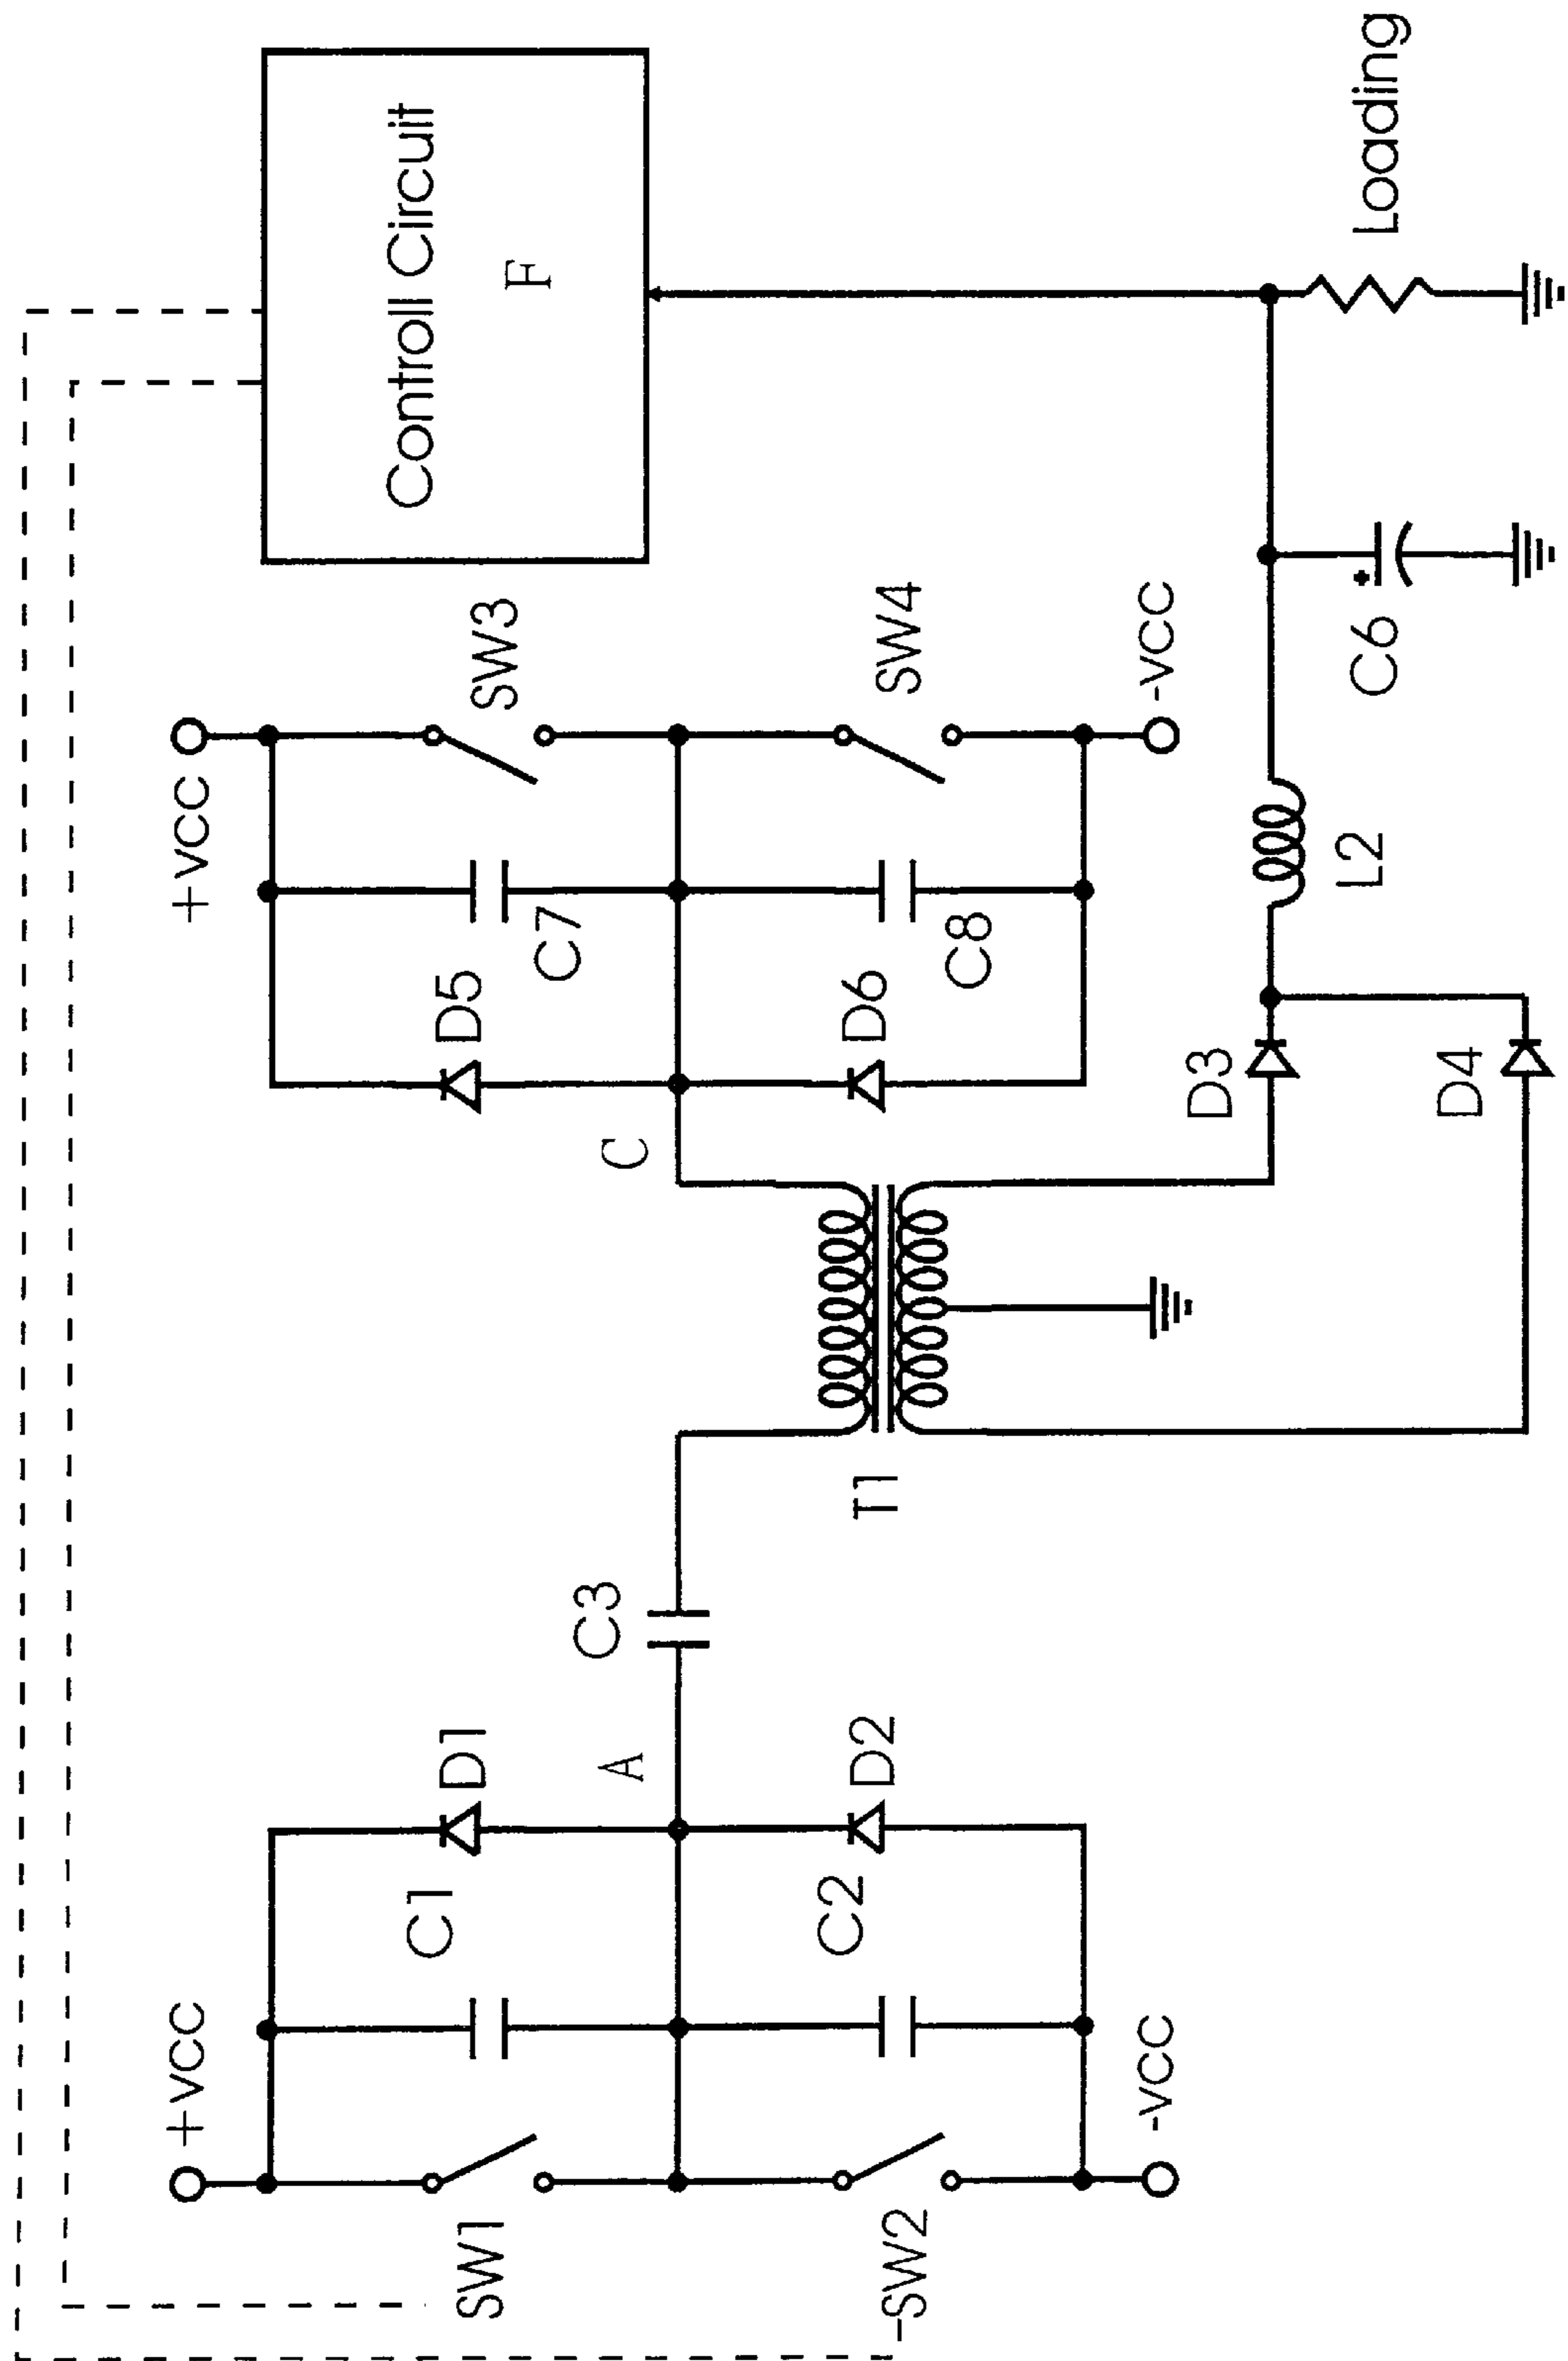 Controll Circuit
F
+VCC
+VCC
SW1
C1
D1
A
C3
C
D5
C7
SW3
SW2
C2
D2
T1
D6
C8
SW4
-VCC
-VCC
D3
L2
C6
+
Loading
D4